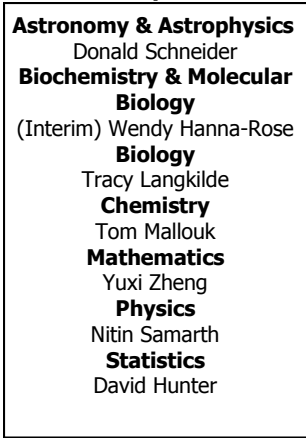 Astronomy & Astrophysics
Donald Schneider
Biochemistry & Molecular
Biology
(Interim) Wendy Hanna-Rose
Biology
Tracy Langkilde
Chemistry
Tom Mallouk
Mathematics
Yuxi Zheng
Physics
Nitin Samarth
Statistics
David Hunter